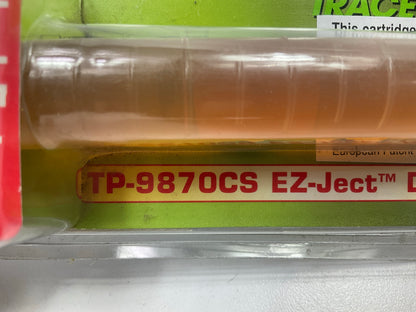 TRACE
This cartridge
European Patent
TP-9870CS EZ-Ject™ D